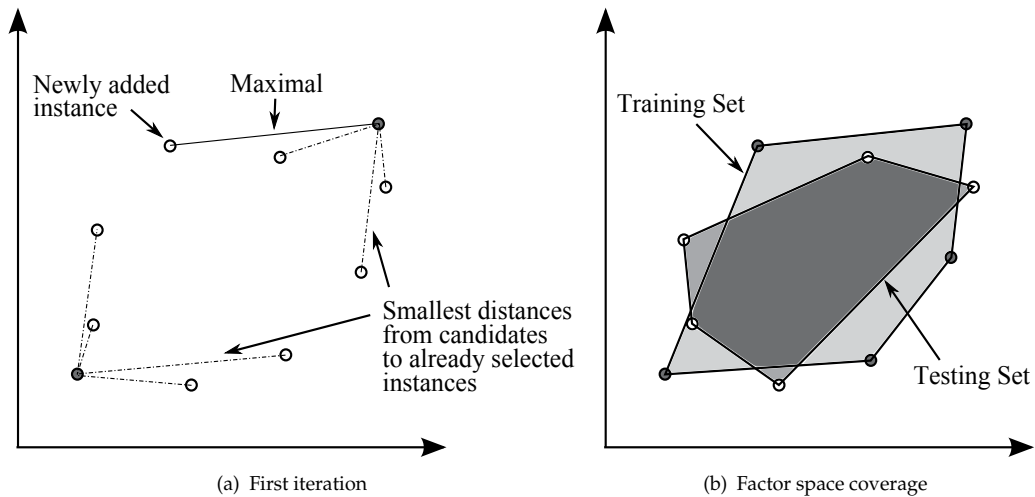 Newly added
instance
Maximal
Smallest distances
from candidates
to already selected
instances
(a) First iteration
Training Set
Testing Set
(b) Factor space coverage